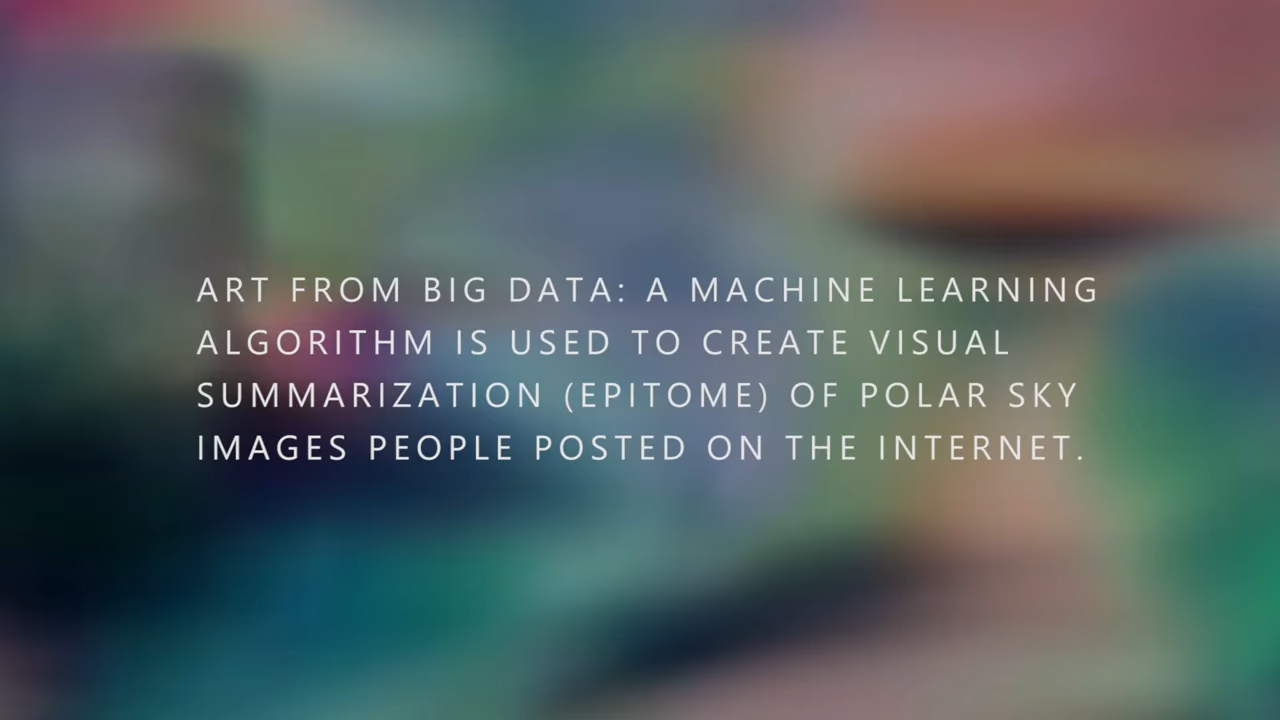 ART FROM BIG DATA: A MACHINE LEARNING
ALGORITHM IS USED TO CREATE VISUAL
SUMMARIZATION (EPITOME) OF POLAR SKY
IMAGES PEOPLE POSTED ON THE INTERNET.